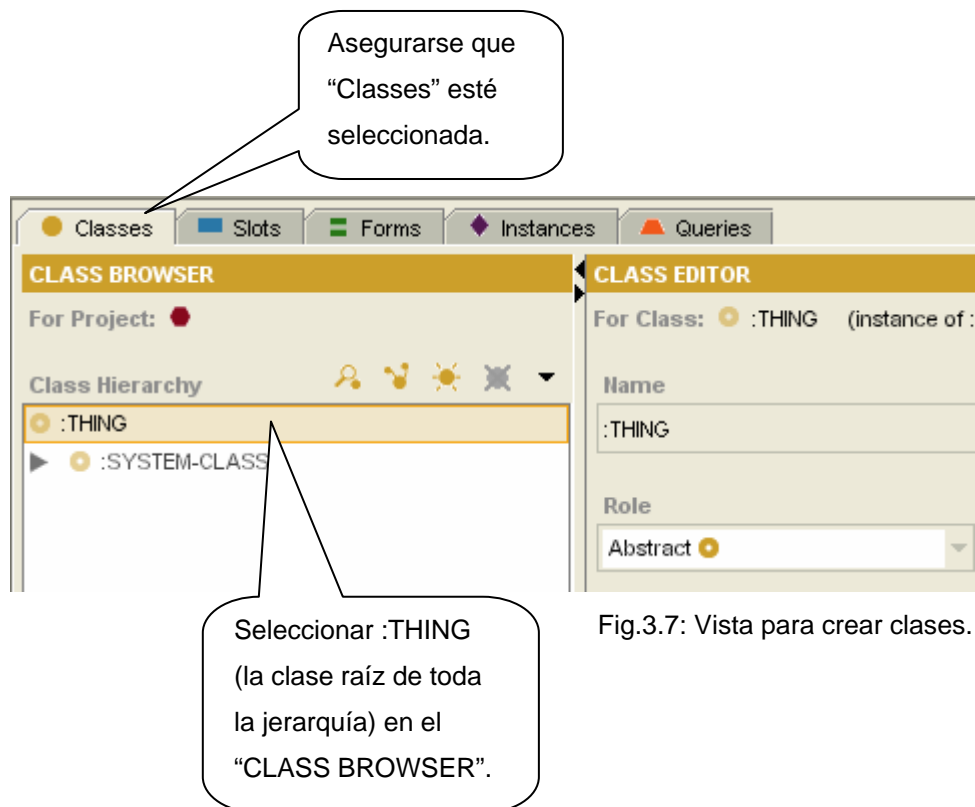 Asegurarse que
“Classes” esté
seleccionada.
Classes Slots Forms Instances Queries
CLASS BROWSER
CLASS EDITOR
For Project:
For Class: :THING (instance of :
Class Hierarchy
Name
:THING
:THING
:SYSTEM-CLASS
Role
Abstract
Seleccionar :THING
(la clase raíz de toda
la jerarquía) en el
“CLASS BROWSER”.
Fig.3.7: Vista para crear clases.